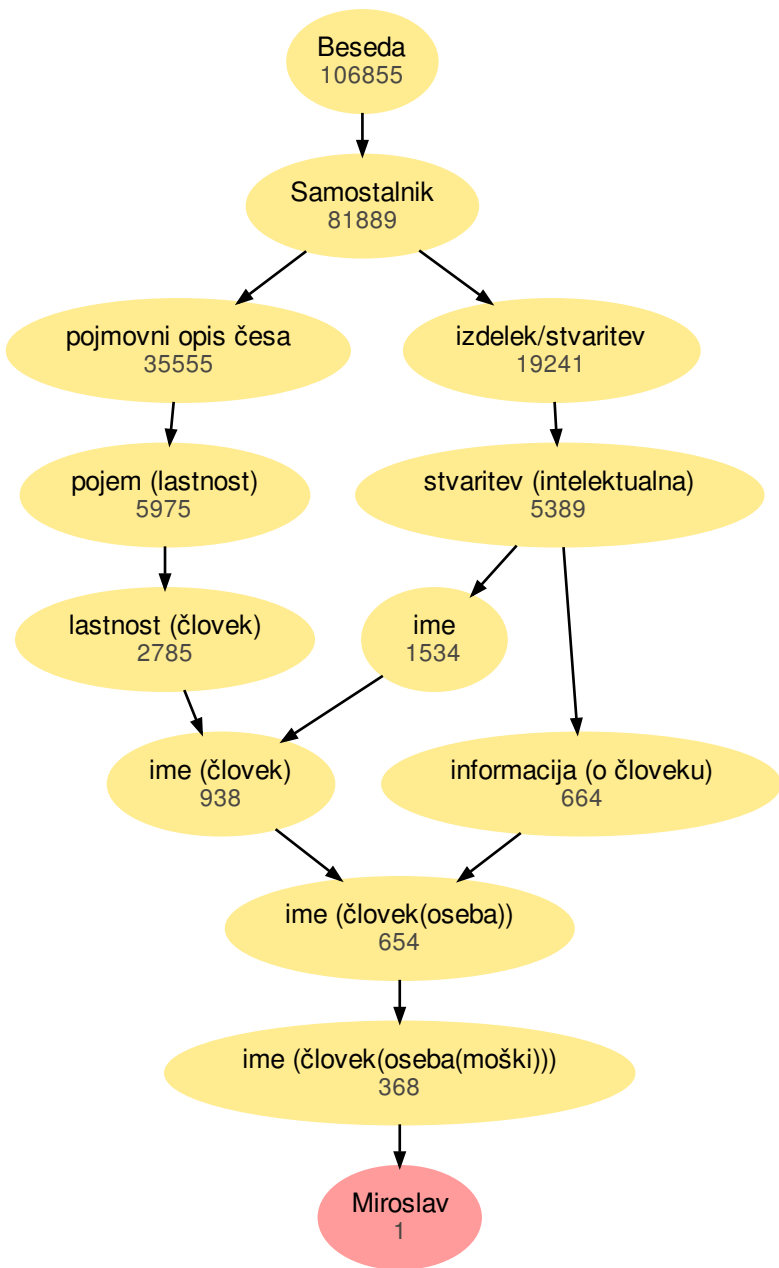 Beseda
106855
Samostalnik
81889
pojmovni opis česa
35555
izdelek/stvaritev
19241
pojem (lastnost)
5975
stvaritev (intelektualna)
5389
lastnost (človek)
2785
ime
1534
ime (človek)
938
informacija (o človeku)
664
ime (človek(oseba))
654
ime (človek(oseba(moški)))
368
Miroslav
1